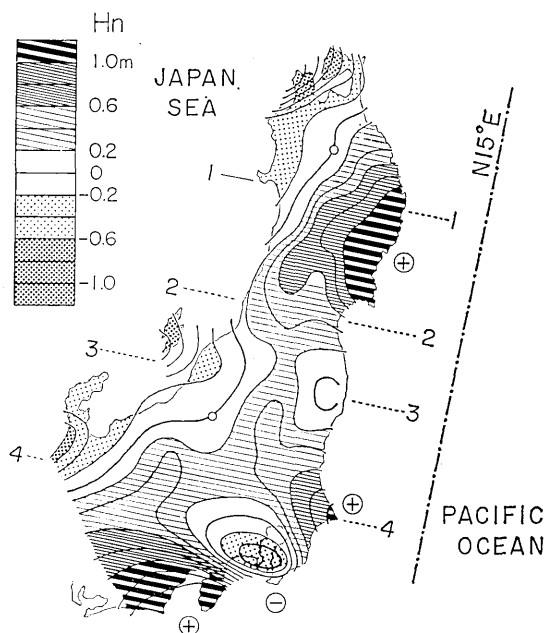 Hn
1.0m
0.6
0.2
0
-0.2
-0.6
-1.0
JAPAN
SEA
N15°E
1
1
+
2
2
3
3
4
4
+
PACIFIC
OCEAN
−
+